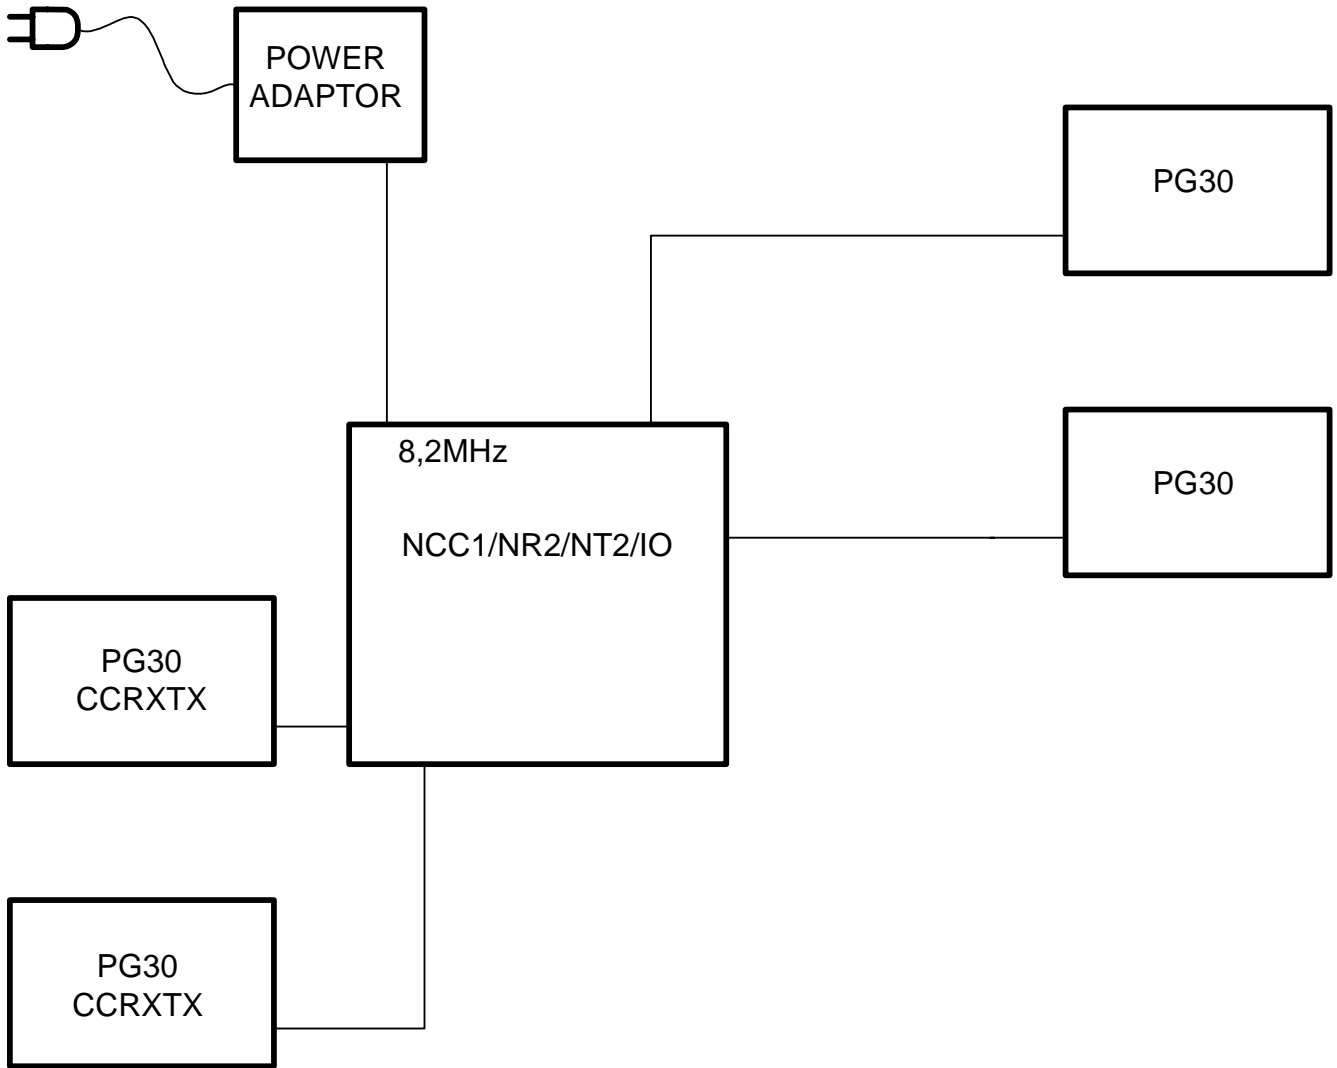 POWER
ADAPTOR
PG30
8,2MHz
PG30
NCC1/NR2/NT2/IO
PG30
CCRXTX
PG30
CCRXTX